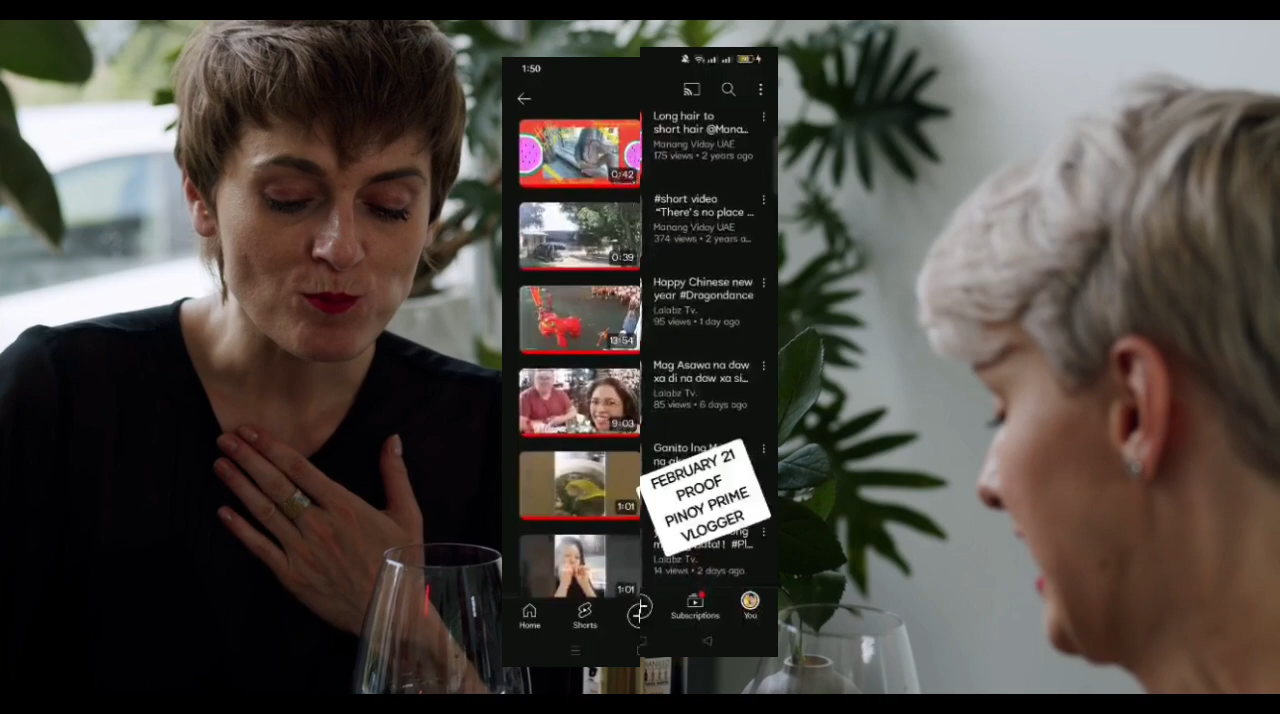 1:50
Long hair to
short hair @Mana...
Manang Viday UAE
175 views • 2 years ago
0:42
#short video
"There's no place ...
Manang Viday UAE
374 views • 2 years a...
0:39
Happy Chinese new
year #Dragondance
Lalabz Tv.
95 views • 1 day ago
13:54
Mag Asawa na daw
xa di na daw xa si...
Lalabz Tv.
85 views • 6 days ago
9:03
Ganito Ino
na
FEBRUARY 21
PROOF
PINOY PRIME
VLOGGER
1:01
#Pl...
Lalabz Tv.
14 views • 2 days ago
1:01
Home
Shorts
Subscriptions
You